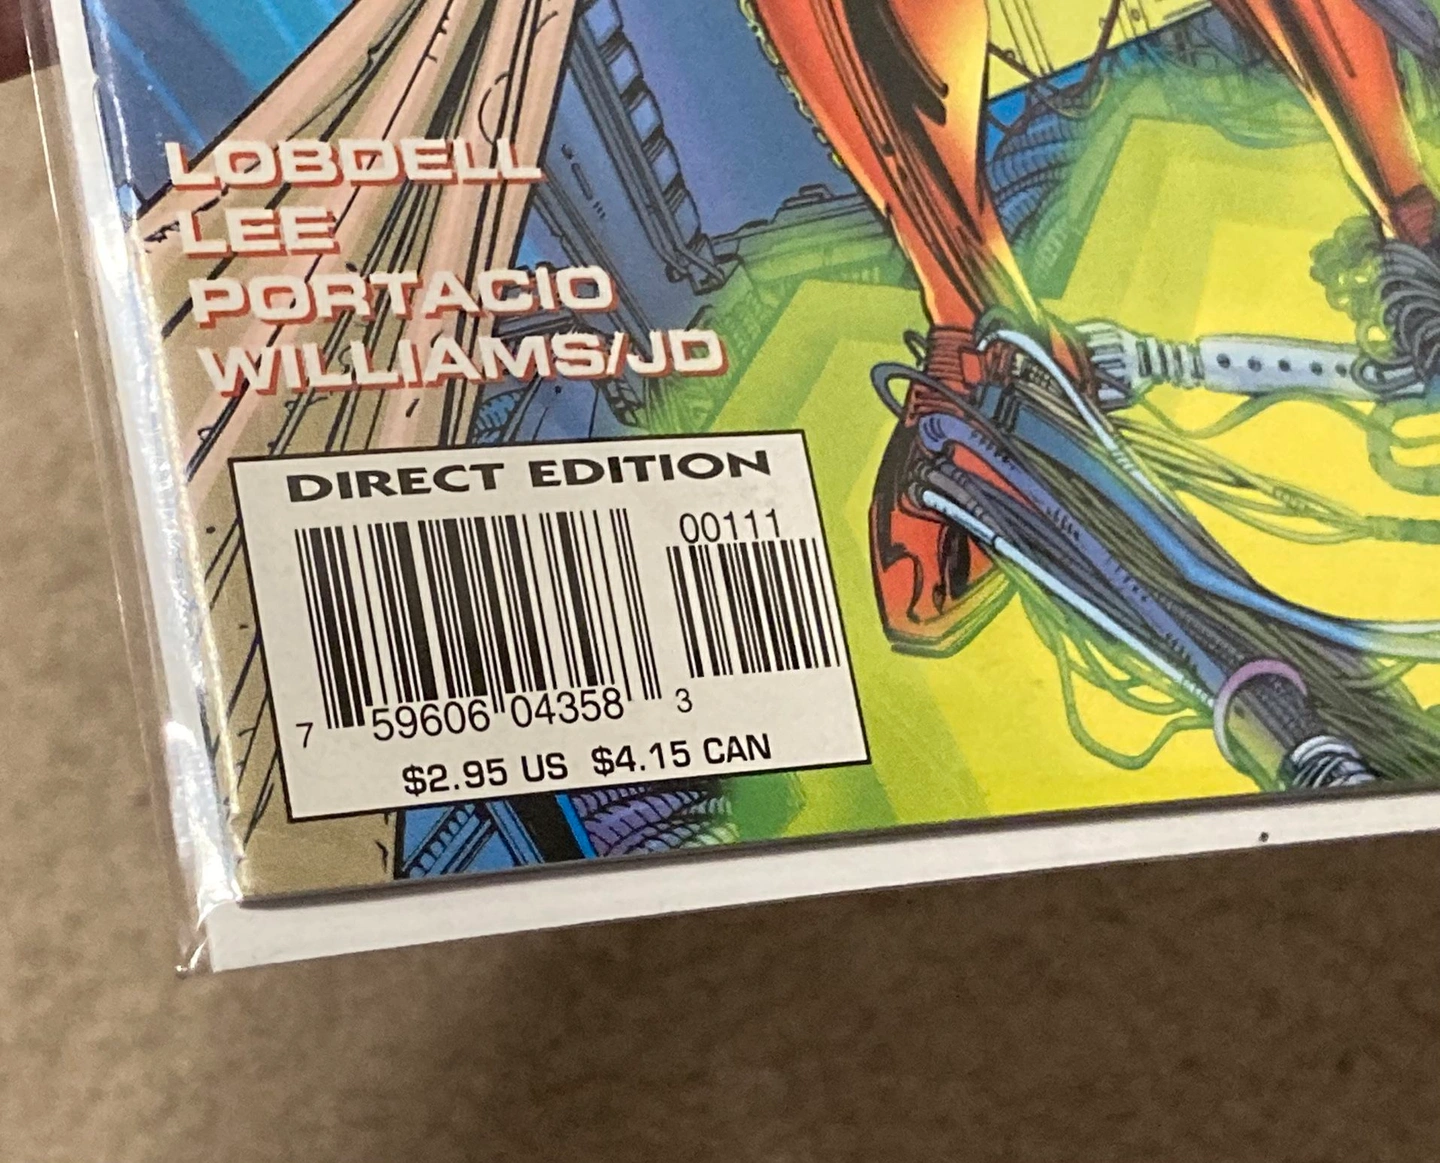 LOBDELL
LEE
PORTACIO
WILLIAMS/JD
DIRECT EDITION
00111
7 59606 04358 3
$2.95 US $4.15 CAN